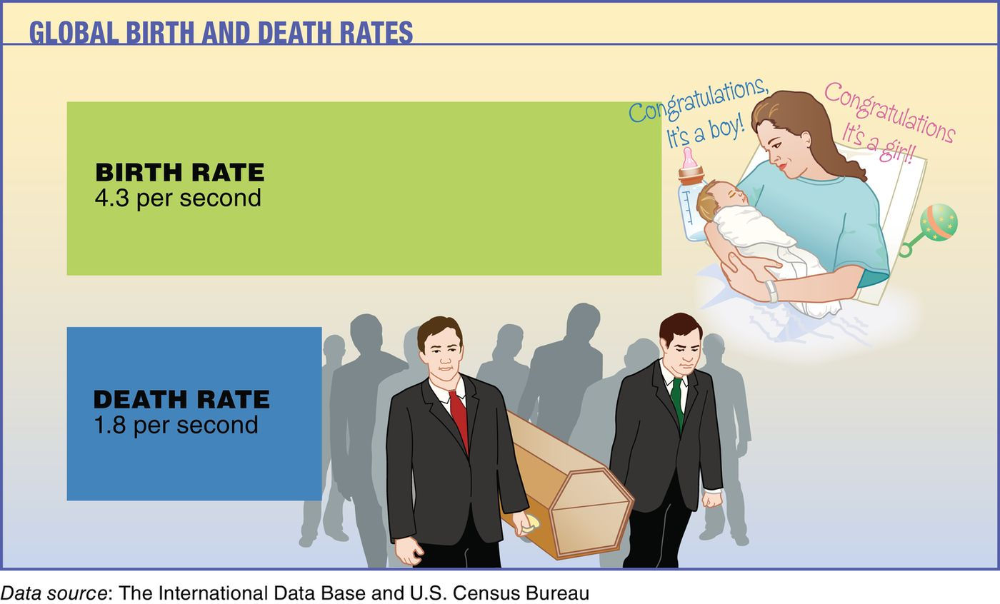 GLOBAL BIRTH AND DEATH RATES
Congratulations,
It's a boy!
Congratulations
It's a girl!
BIRTH RATE
4.3 per second
DEATH RATE
1.8 per second
Data source: The International Data Base and U.S. Census Bureau